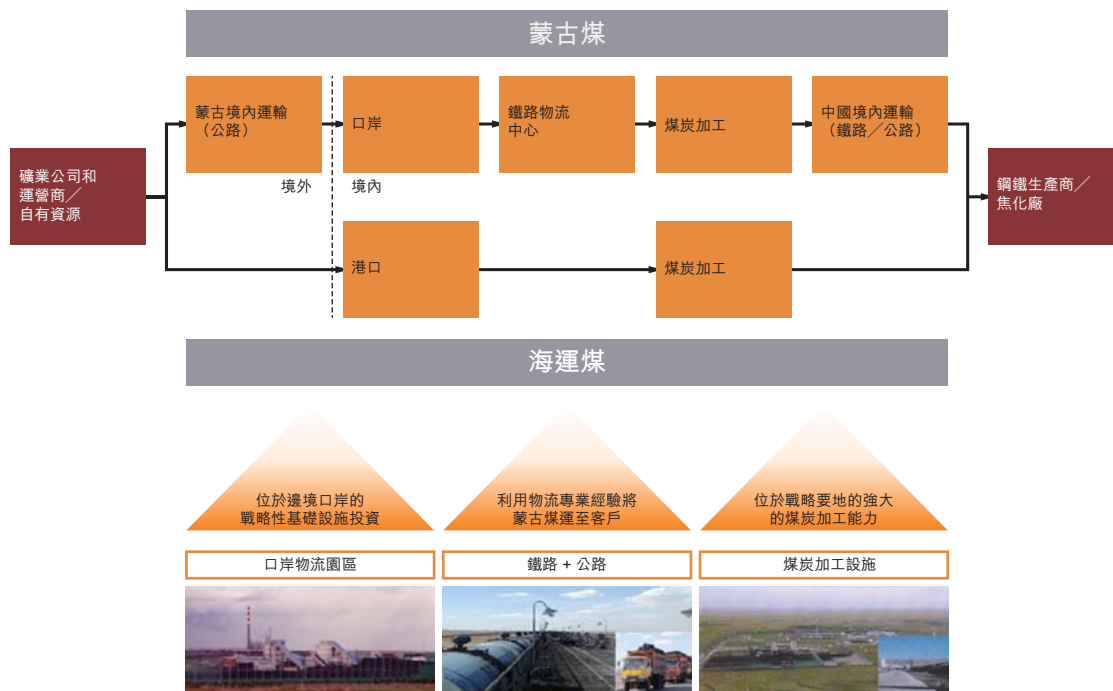 蒙古煤
蒙古境內運輸
（公路）
口岸
鐵路物流
中心
煤炭加工
中國境內運輸
（鐵路╱公路）
礦業公司和
運營商╱
自有資源
境外
境內
鋼鐵生產商╱
焦化廠
港口
煤炭加工
海運煤
位於邊境口岸的
戰略性基礎設施投資
利用物流專業經驗將
蒙古煤運至客戶
位於戰略要地的強大
的煤炭加工能力
口岸物流園區
鐵路 + 公路
煤炭加工設施